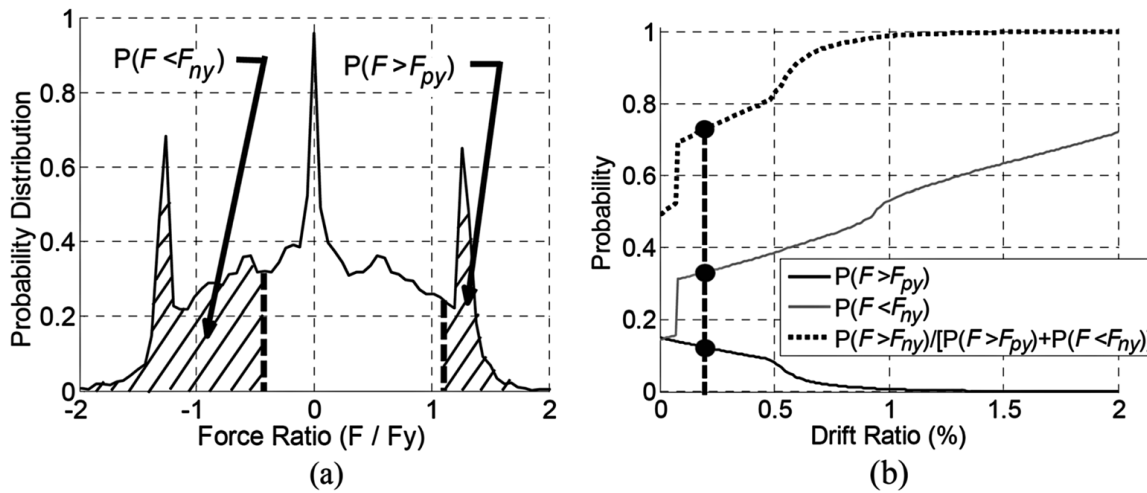 P(F <Fny)
P(F >Fpy)
Probability Distribution
1
0.8
0.6
0.4
0.2
0
-2
-1
0
1
2
Force Ratio (F / Fy)
(a)
Probability
1
0.8
0.6
0.4
0.2
0
P(F >Fpy)
P(F <Fny)
P(F >Fny)/[P(F >Fpy)+P(F <Fny)
0
0.5
1
1.5
2
Drift Ratio (%)
(b)